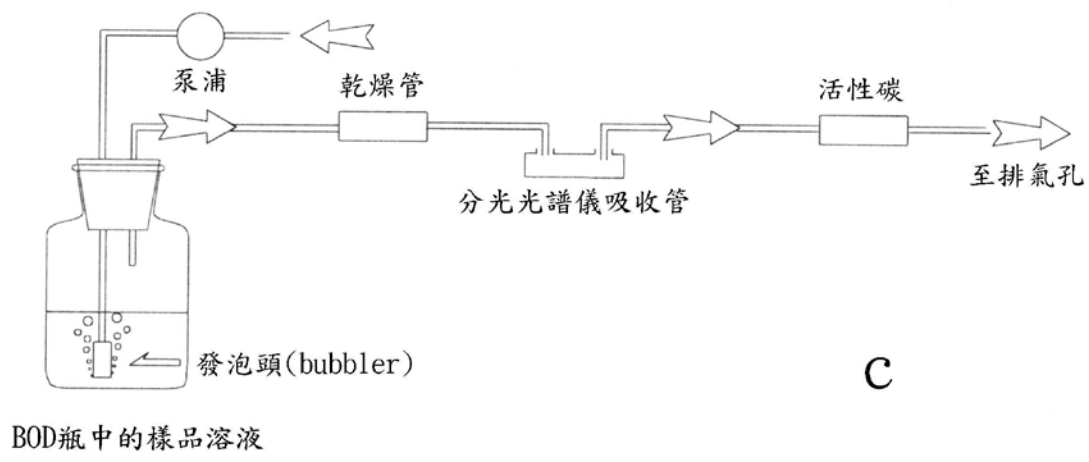 泵浦
乾燥管
活性碳
至排氣孔
分光光譜儀吸收管
發泡頭(bubbler)
C
BOD瓶中的樣品溶液